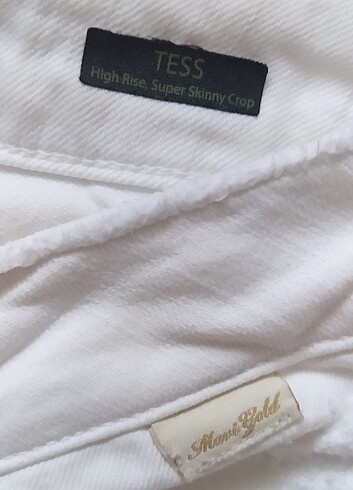 TESS
High Rise, Super Skinny Crop
Mavi Gold